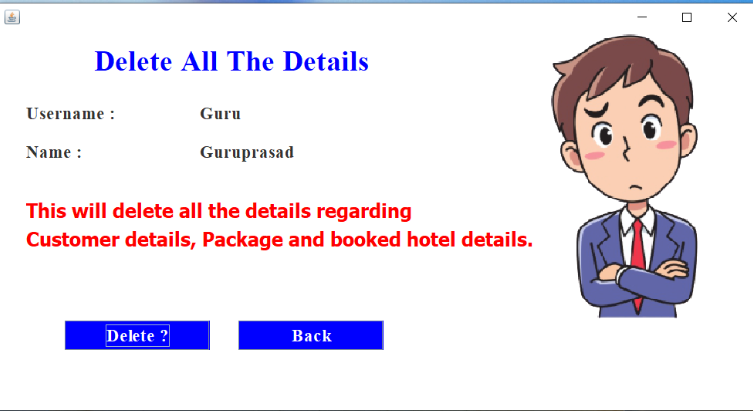 Delete All The Details
Username : Guru
Name : Guruprasad
This will delete all the details regarding
Customer details, Package and booked hotel details.
Delete ? Back